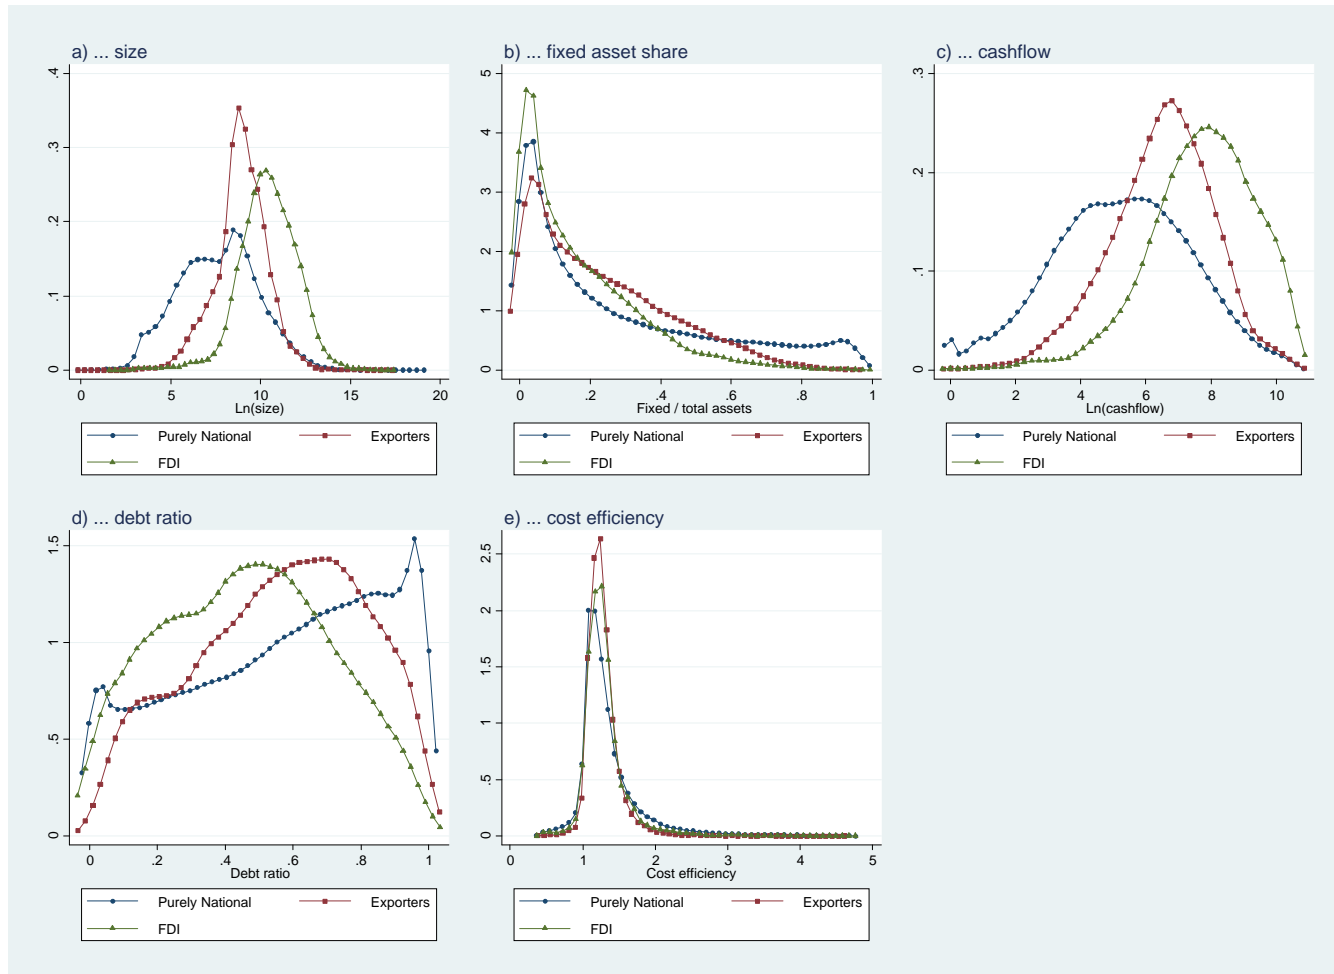 a) ... size
.4
.3
.2
.1
0
0 5 10 15 20
Ln(size)
Purely National Exporters
FDI
b) ... fixed asset share
5
4
3
2
1
0
0 .2 .4 .6 .8 1
Fixed / total assets
Purely National Exporters
FDI
c) ... cashflow
.3
.2
.1
0
0 2 4 6 8 10
Ln(cashflow)
Purely National Exporters
FDI
d) ... debt ratio
1.5
1
.5
0
0 .2 .4 .6 .8 1
Debt ratio
Purely National Exporters
FDI
e) ... cost efficiency
2.5
2
1.5
1
.5
0
0 1 2 3 4 5
Cost efficiency
Purely National Exporters
FDI